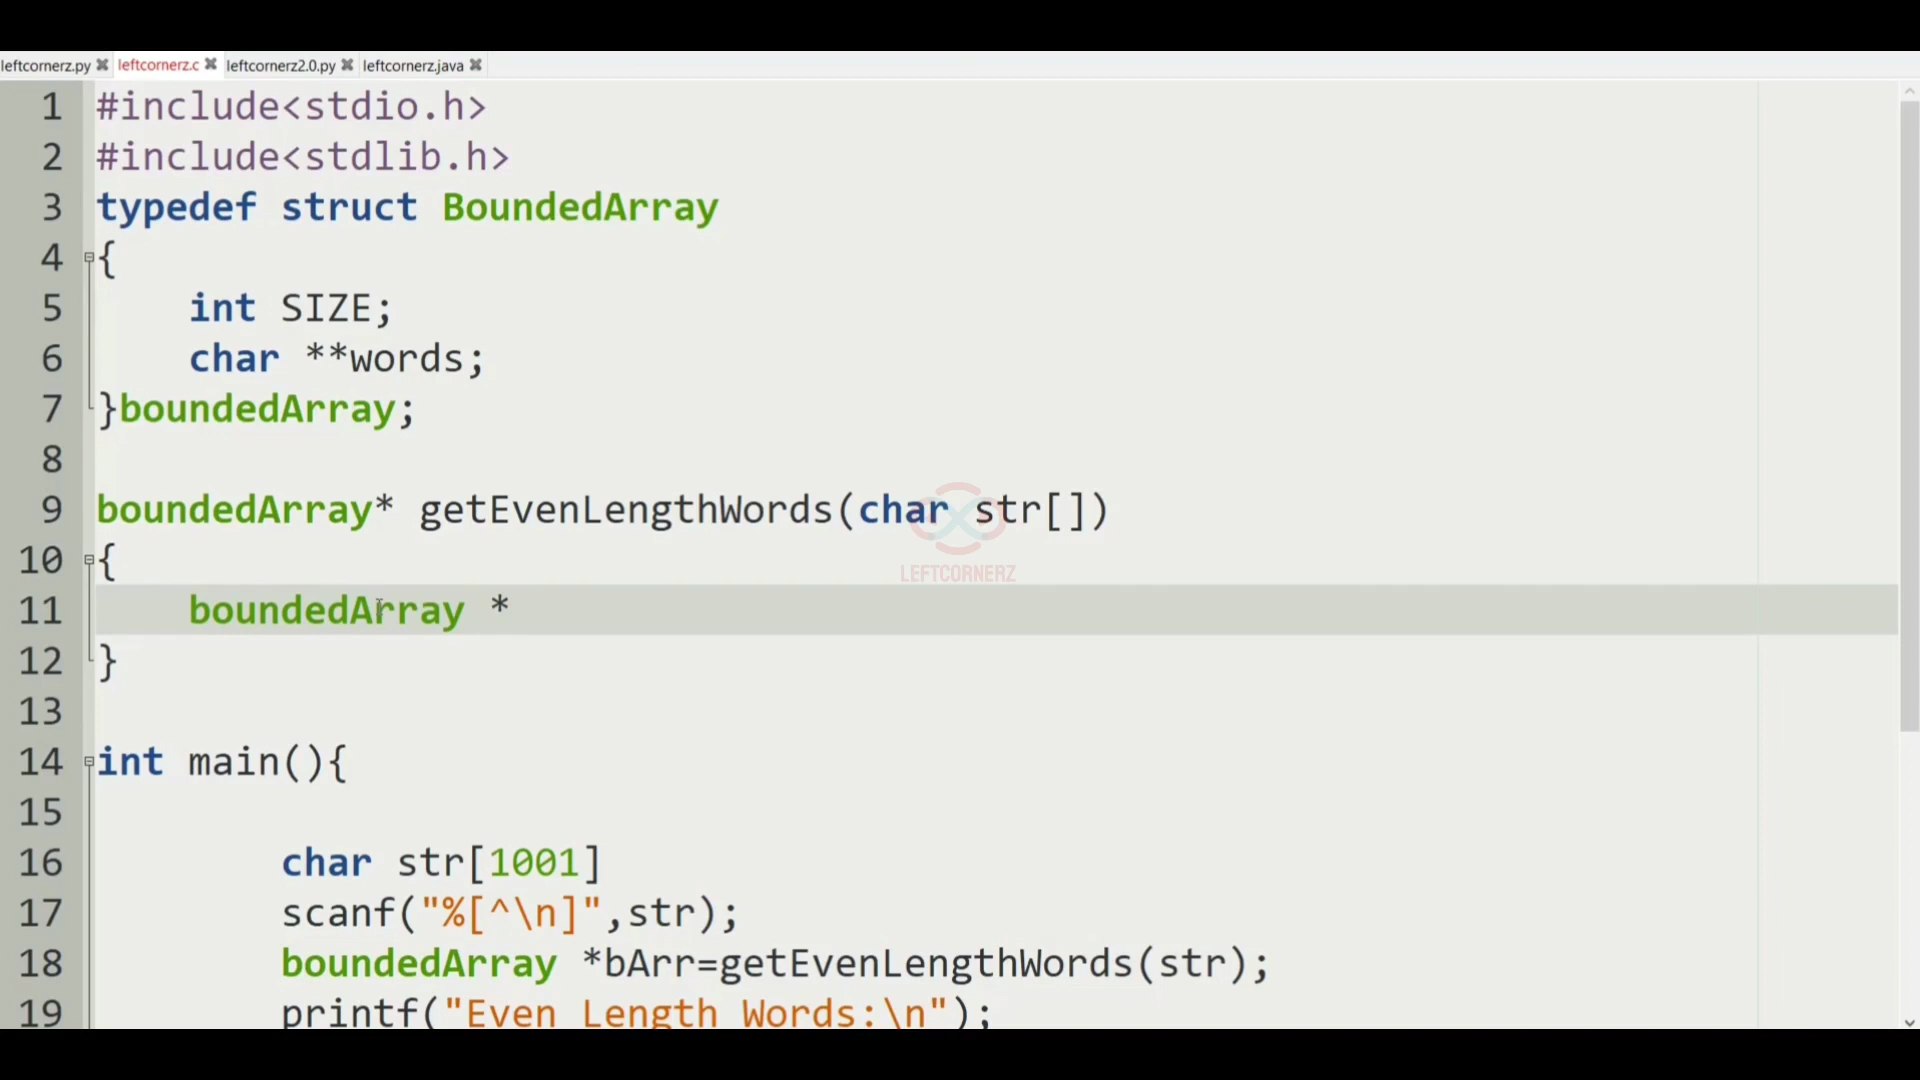 leftcornerz.py leftcornerz.c leftcornerz2.0.py leftcornerz.java
1 #include<stdio.h>
2 #include<stdlib.h>
3 typedef struct BoundedArray
4 {
5 int SIZE;
6 char **words;
7 }boundedArray;
8
9 boundedArray* getEvenLengthWords(char str[])
LEFTCORNERZ
10 {
11 boundedArray *
12 }
13
14 int main(){
15
16 char str[1001]
17 scanf("%[^\n]",str);
18 boundedArray *bArr=getEvenLengthWords(str);
19 printf("Even Length Words:\n");